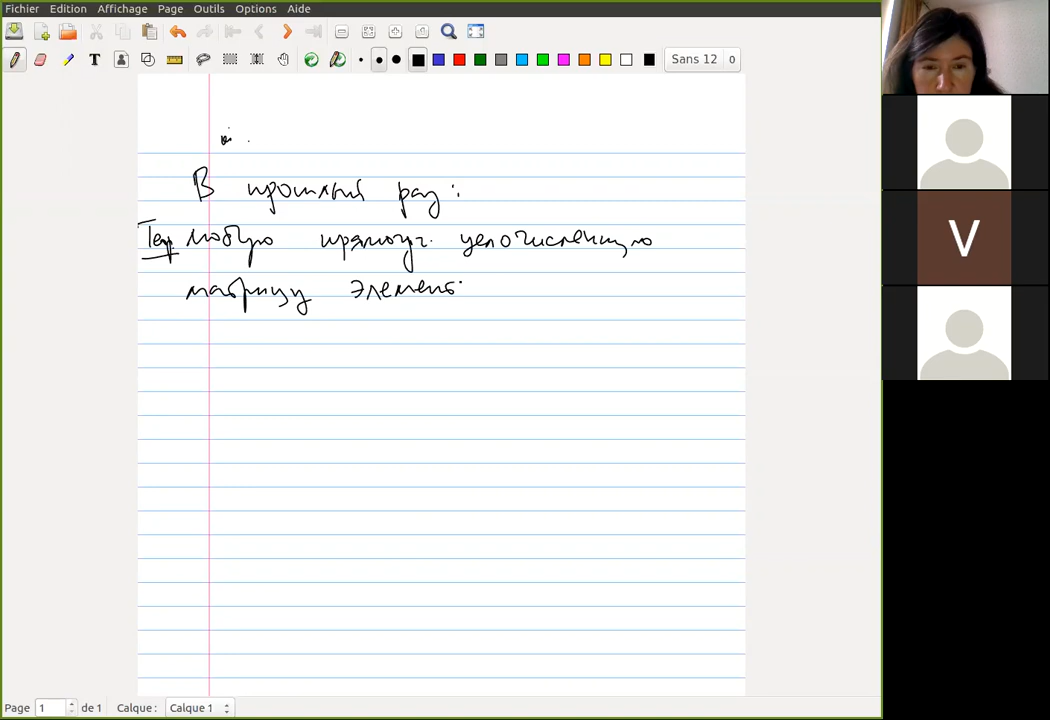 Fichier Edition Affichage Page Outils Options Aide
Sans 12 0
В прошлый раз:
Теор любую прямоуг. целочисленную
матрицу элемент
V
Page 1 de 1 Calque : Calque 1